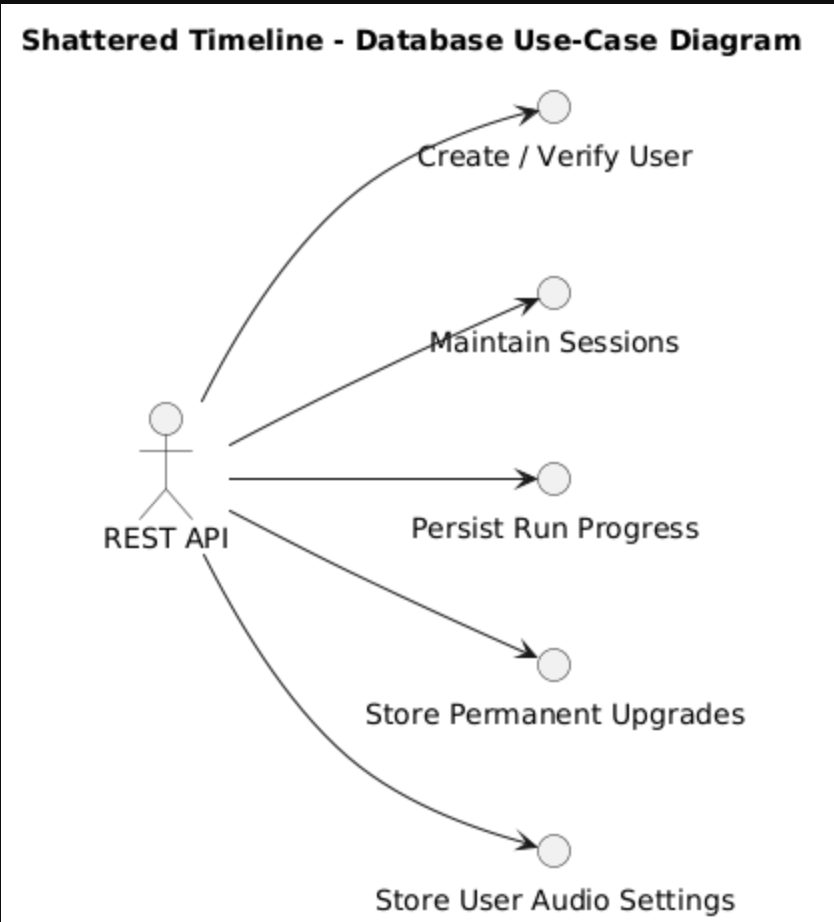 Shattered Timeline - Database Use-Case Diagram
Create / Verify User
Maintain Sessions
REST API
Persist Run Progress
Store Permanent Upgrades
Store User Audio Settings